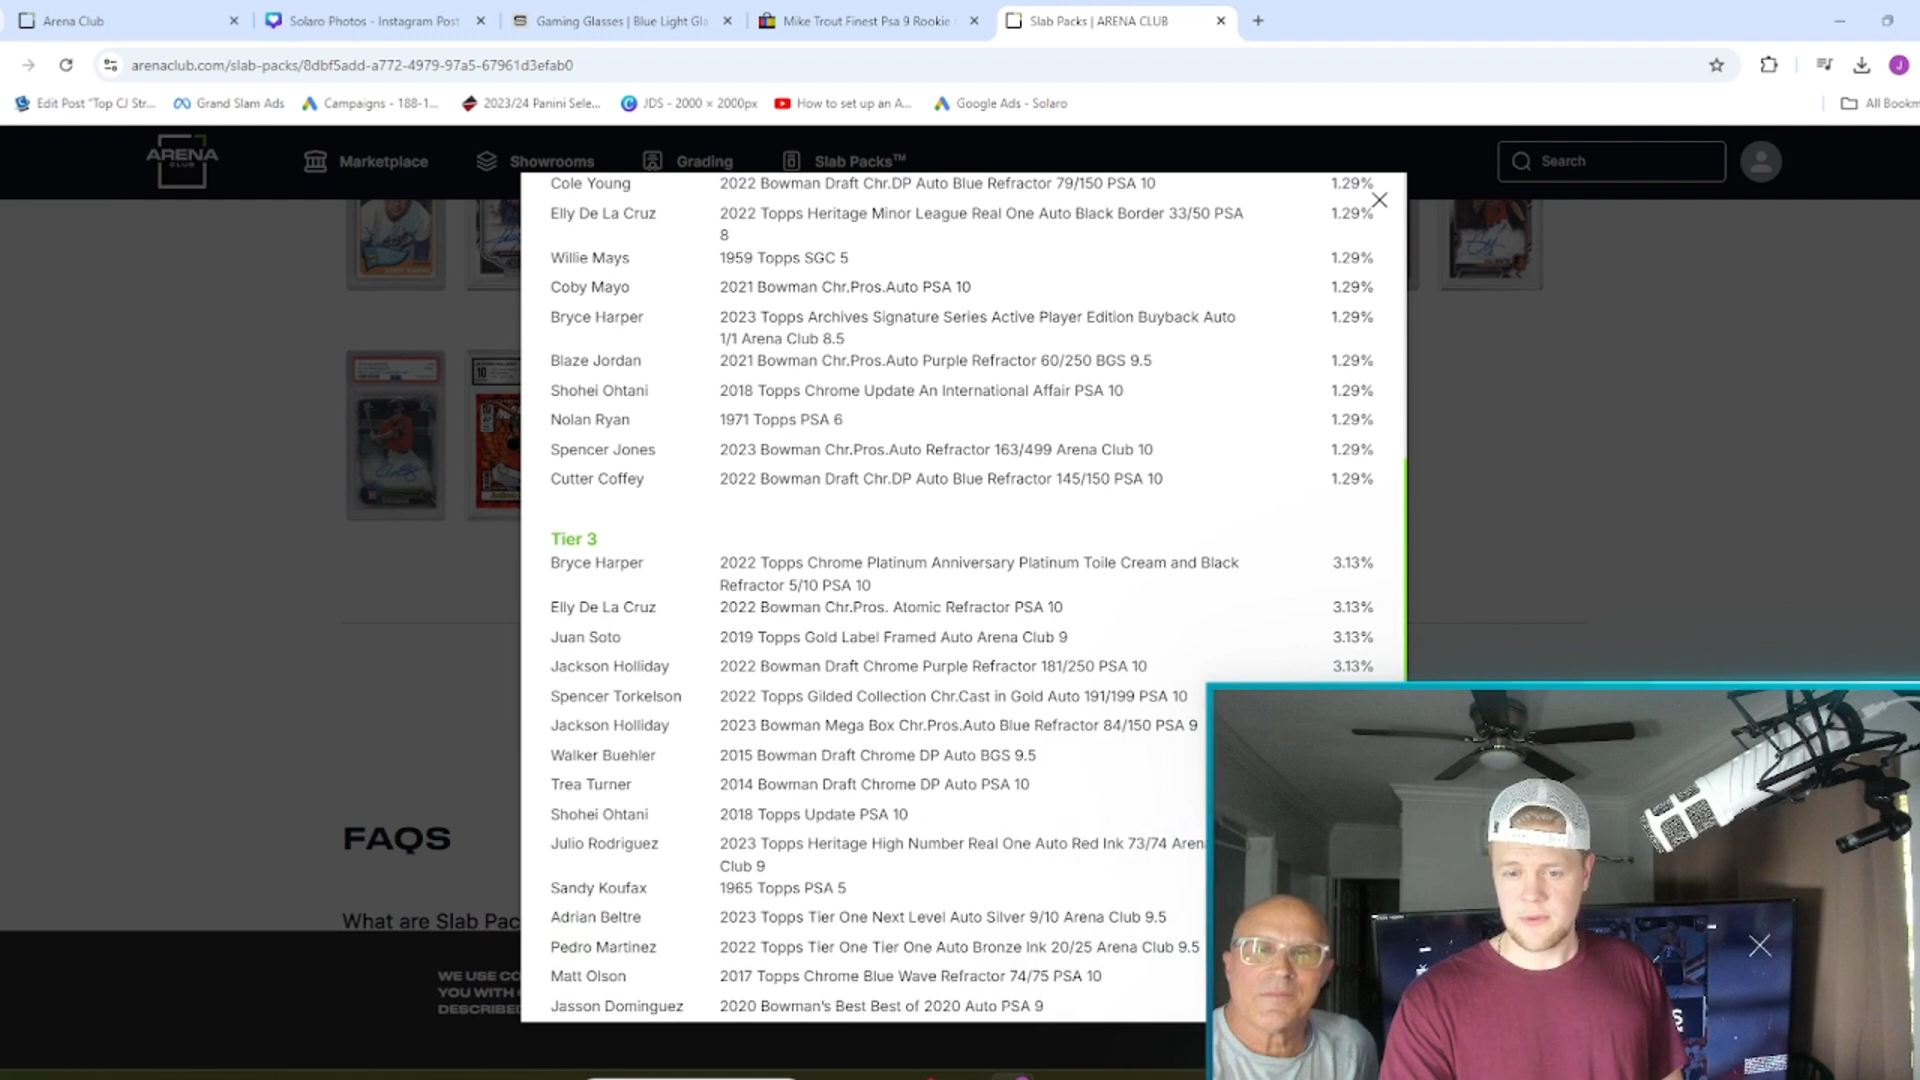 Arena Club
Solaro Photos - Instagram Post
Gaming Glasses | Blue Light Gla
Mike Trout Finest Psa 9 Rookie
Slab Packs | ARENA CLUB
arenaclub.com/slab-packs/8dbf5add-a772-4979-97a5-67961d3efab0
J
Edit Post "Top CJ Str...
Grand Slam Ads
Campaigns - 188-1...
2023/24 Panini Sele...
JDS - 2000 × 2000px
How to set up an A...
Google Ads - Solaro
All Bookm
ARENA
CLUB
Marketplace
Showrooms
Grading
Slab Packs™
Search
Cole Young 2022 Bowman Draft Chr.DP Auto Blue Refractor 79/150 PSA 10 1.29%
Elly De La Cruz 2022 Topps Heritage Minor League Real One Auto Black Border 33/50 PSA 1.29%
8
Willie Mays 1959 Topps SGC 5 1.29%
Coby Mayo 2021 Bowman Chr.Pros.Auto PSA 10 1.29%
Bryce Harper 2023 Topps Archives Signature Series Active Player Edition Buyback Auto 1.29%
1/1 Arena Club 8.5
Blaze Jordan 2021 Bowman Chr.Pros.Auto Purple Refractor 60/250 BGS 9.5 1.29%
Shohei Ohtani 2018 Topps Chrome Update An International Affair PSA 10 1.29%
Nolan Ryan 1971 Topps PSA 6 1.29%
Spencer Jones 2023 Bowman Chr.Pros.Auto Refractor 163/499 Arena Club 10 1.29%
Cutter Coffey 2022 Bowman Draft Chr.DP Auto Blue Refractor 145/150 PSA 10 1.29%
Tier 3
Bryce Harper 2022 Topps Chrome Platinum Anniversary Platinum Toile Cream and Black 3.13%
Refractor 5/10 PSA 10
Elly De La Cruz 2022 Bowman Chr.Pros. Atomic Refractor PSA 10 3.13%
Juan Soto 2019 Topps Gold Label Framed Auto Arena Club 9 3.13%
Jackson Holliday 2022 Bowman Draft Chrome Purple Refractor 181/250 PSA 10 3.13%
Spencer Torkelson 2022 Topps Gilded Collection Chr.Cast in Gold Auto 191/199 PSA 10
Jackson Holliday 2023 Bowman Mega Box Chr.Pros.Auto Blue Refractor 84/150 PSA 9
Walker Buehler 2015 Bowman Draft Chrome DP Auto BGS 9.5
Trea Turner 2014 Bowman Draft Chrome DP Auto PSA 10
Shohei Ohtani 2018 Topps Update PSA 10
Julio Rodriguez 2023 Topps Heritage High Number Real One Auto Red Ink 73/74 Aren
Club 9
Sandy Koufax 1965 Topps PSA 5
Adrian Beltre 2023 Topps Tier One Next Level Auto Silver 9/10 Arena Club 9.5
Pedro Martinez 2022 Topps Tier One Tier One Auto Bronze Ink 20/25 Arena Club 9.5
Matt Olson 2017 Topps Chrome Blue Wave Refractor 74/75 PSA 10
Jasson Dominguez 2020 Bowman's Best Best of 2020 Auto PSA 9
FAQS
What are Slab Pac
WE USE CO
YOU WITH
DESCRIBED
10